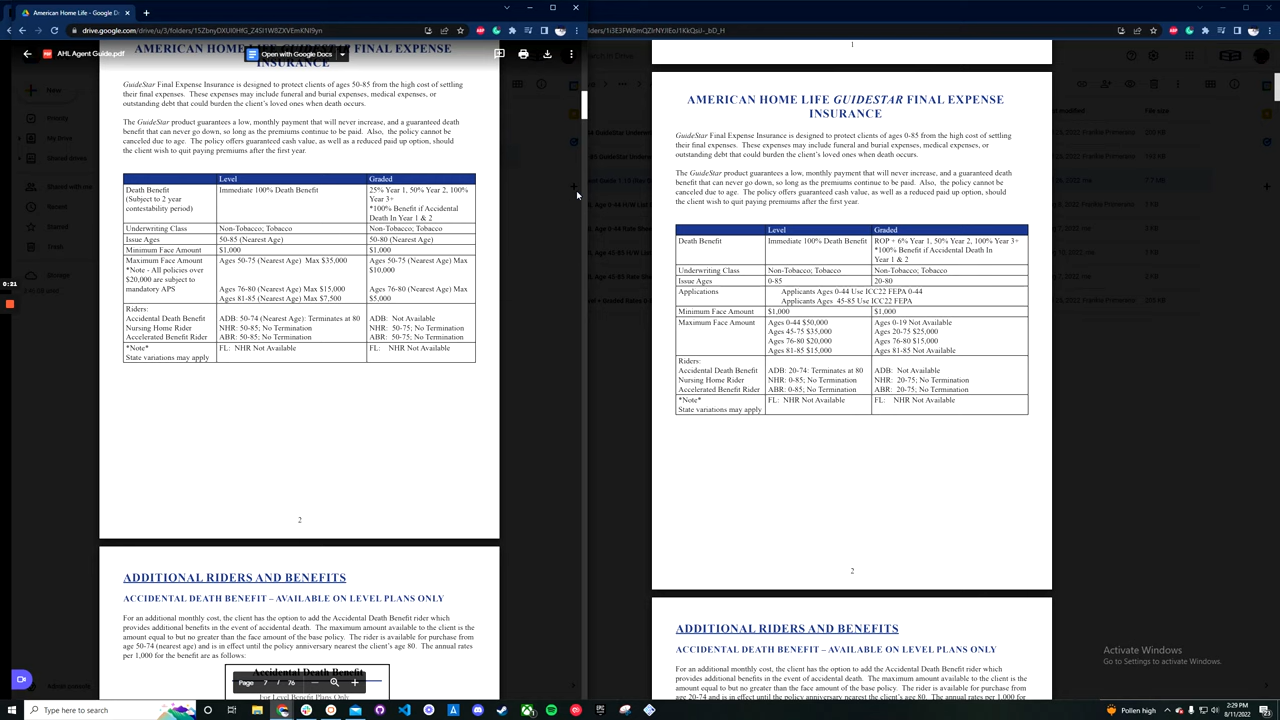 American Home Life - Google D
drive.google.com/drive/u/3/folders/15ZbnyDXUI0HfG_Z4Sl1W8ZXVEmKNI9yn
AHL Agent Guide.pdf
Open with Google Docs
AMERICAN HOME LIFE GUIDESTAR FINAL EXPENSE
INSURANCE
GuideStar Final Expense Insurance is designed to protect clients of ages 50-85 from the high cost of settling
their final expenses. These expenses may include funeral and burial expenses, medical expenses, or
outstanding debt that could burden the client's loved ones when death occurs.
The GuideStar product guarantees a low, monthly payment that will never increase, and a guaranteed death
benefit that can never go down, so long as the premiums continue to be paid. Also, the policy cannot be
canceled due to age. The policy offers guaranteed cash value, as well as a reduced paid up option, should
the client wish to quit paying premiums after the first year.
Level Graded
Death Benefit Immediate 100% Death Benefit 25% Year 1, 50% Year 2, 100%
(Subject to 2 year Year 3+
contestability period) *100% Benefit if Accidental
Death In Year 1 & 2
Underwriting Class Non-Tobacco; Tobacco Non-Tobacco; Tobacco
Issue Ages 50-85 (Nearest Age) 50-80 (Nearest Age)
Minimum Face Amount $1,000 $1,000
Maximum Face Amount Ages 50-75 (Nearest Age) Max $35,000 Ages 50-75 (Nearest Age) Max
*Note - All policies over $10,000
$20,000 are subject to
mandatory APS Ages 76-80 (Nearest Age) Max $15,000 Ages 76-80 (Nearest Age) Max
Ages 81-85 (Nearest Age) Max $7,500 $5,000
Riders:
Accidental Death Benefit ADB: 50-74 (Nearest Age): Terminates at 80 ADB: Not Available
Nursing Home Rider NHR: 50-85; No Termination NHR: 50-75; No Termination
Accelerated Benefit Rider ABR: 50-85; No Termination ABR: 50-75; No Termination
*Note* FL: NHR Not Available FL: NHR Not Available
State variations may apply
2
ADDITIONAL RIDERS AND BENEFITS
ACCIDENTAL DEATH BENEFIT – AVAILABLE ON LEVEL PLANS ONLY
For an additional monthly cost, the client has the option to add the Accidental Death Benefit rider which
provides additional benefits in the event of accidental death. The maximum amount available to the client is the
amount equal to but no greater than the face amount of the base policy. The rider is available for purchase from
age 50-74 (nearest age) and is in effect until the policy anniversary nearest the client's age 80. The annual rates
per 1,000 for the benefit are as follows:
Accidental Death Benefit
For Level Benefit Plans Only
Page 7 / 76
0:21
1
AMERICAN HOME LIFE GUIDESTAR FINAL EXPENSE
INSURANCE
GuideStar Final Expense Insurance is designed to protect clients of ages 0-85 from the high cost of settling
their final expenses. These expenses may include funeral and burial expenses, medical expenses, or
outstanding debt that could burden the client's loved ones when death occurs.
The GuideStar product guarantees a low, monthly payment that will never increase, and a guaranteed death
benefit that can never go down, so long as the premiums continue to be paid. Also, the policy cannot be
canceled due to age. The policy offers guaranteed cash value, as well as a reduced paid up option, should
the client wish to quit paying premiums after the first year.
Level Graded
Death Benefit Immediate 100% Death Benefit ROP + 6% Year 1, 50% Year 2, 100% Year 3+
*100% Benefit if Accidental Death In
Year 1 & 2
Underwriting Class Non-Tobacco; Tobacco Non-Tobacco; Tobacco
Issue Ages 0-85 20-80
Applications Applicants Ages 0-44 Use ICC22 FEPA 0-44
Applicants Ages 45-85 Use ICC22 FEPA
Minimum Face Amount $1,000 $1,000
Maximum Face Amount Ages 0-44 $50,000 Ages 0-19 Not Available
Ages 45-75 $35,000 Ages 20-75 $25,000
Ages 76-80 $20,000 Ages 76-80 $15,000
Ages 81-85 $15,000 Ages 81-85 Not Available
Riders:
Accidental Death Benefit ADB: 20-74: Terminates at 80 ADB: Not Available
Nursing Home Rider NHR: 0-85; No Termination NHR: 20-75; No Termination
Accelerated Benefit Rider ABR: 0-85; No Termination ABR: 20-75; No Termination
*Note* FL: NHR Not Available FL: NHR Not Available
State variations may apply
2
ADDITIONAL RIDERS AND BENEFITS
ACCIDENTAL DEATH BENEFIT – AVAILABLE ON LEVEL PLANS ONLY
For an additional monthly cost, the client has the option to add the Accidental Death Benefit rider which
provides additional benefits in the event of accidental death. The maximum amount available to the client is the
amount equal to but no greater than the face amount of the base policy. The rider is available for purchase from
age 20-74 and is in effect until the policy anniversary nearest the client's age 80. The annual rates per 1,000 for
Activate Windows
Go to Settings to activate Windows.
Type here to search
Pollen high
2:29 PM
8/11/2022